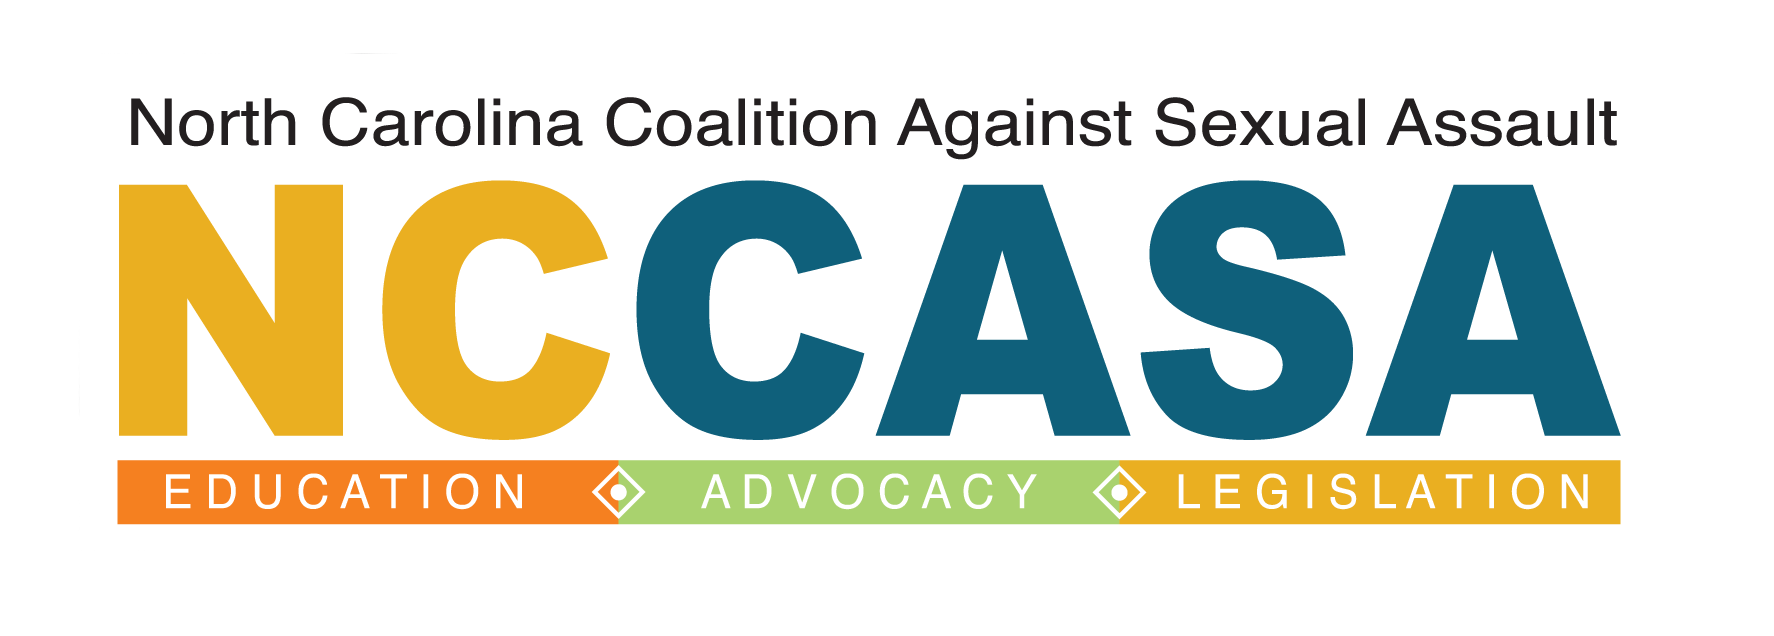 North Carolina Coalition Against Sexual Assault
NCCASA
EDUCATION ADVOCACY LEGISLATION